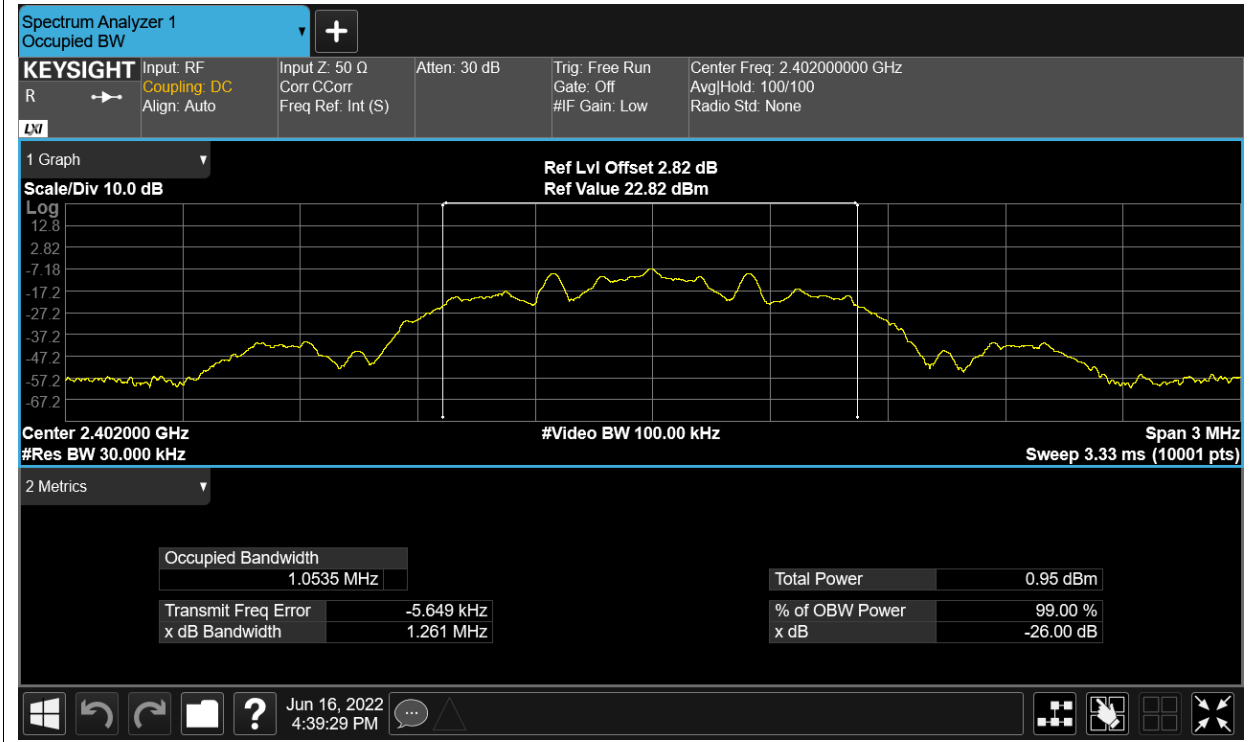 Spectrum Analyzer 1
Occupied BW
KEYSIGHT
R
LXI
Input: RF
Coupling: DC
Align: Auto
Input Z: 50 Ω
Corr CCorr
Freq Ref: Int (S)
Atten: 30 dB
Trig: Free Run
Gate: Off
#IF Gain: Low
Center Freq: 2.402000000 GHz
Avg|Hold: 100/100
Radio Std: None
1 Graph
Scale/Div 10.0 dB
Ref Lvl Offset 2.82 dB
Ref Value 22.82 dBm
Log
12.8
2.82
-7.18
-17.2
-27.2
-37.2
-47.2
-57.2
-67.2
Center 2.402000 GHz
#Video BW 100.00 kHz
Span 3 MHz
#Res BW 30.000 kHz
Sweep 3.33 ms (10001 pts)
2 Metrics
Occupied Bandwidth
1.0535 MHz
Total Power 0.95 dBm
Transmit Freq Error -5.649 kHz
% of OBW Power 99.00 %
x dB Bandwidth 1.261 MHz
x dB -26.00 dB
Jun 16, 2022
4:39:29 PM